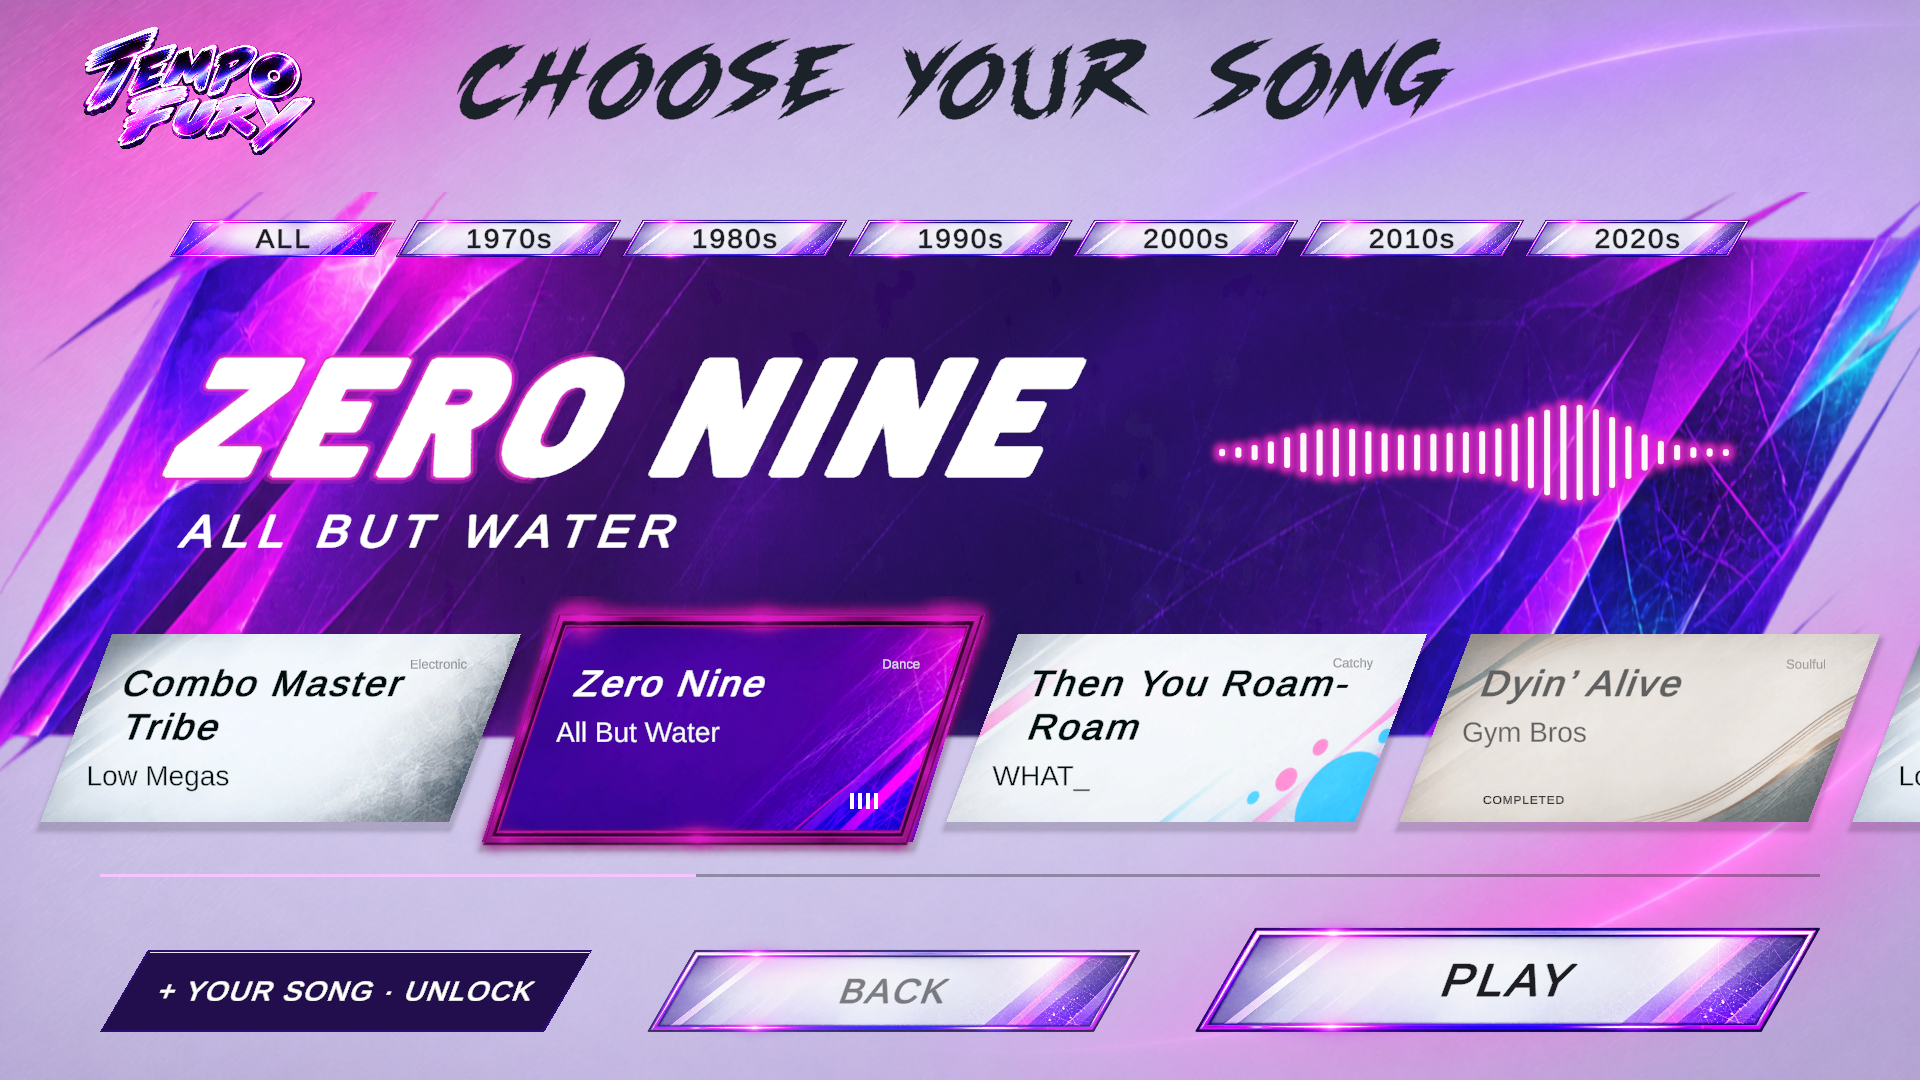 TEMPO
FURY
CHOOSE YOUR SONG
ALL
1970s
1980s
1990s
2000s
2010s
2020s
ZERO NINE
ALL BUT WATER
Electronic
Combo Master
Tribe
Low Megas
Dance
Zero Nine
All But Water
Catchy
Then You Roam-
Roam
WHAT_
Soulful
Dyin’ Alive
Gym Bros
COMPLETED
+ YOUR SONG · UNLOCK
BACK
PLAY